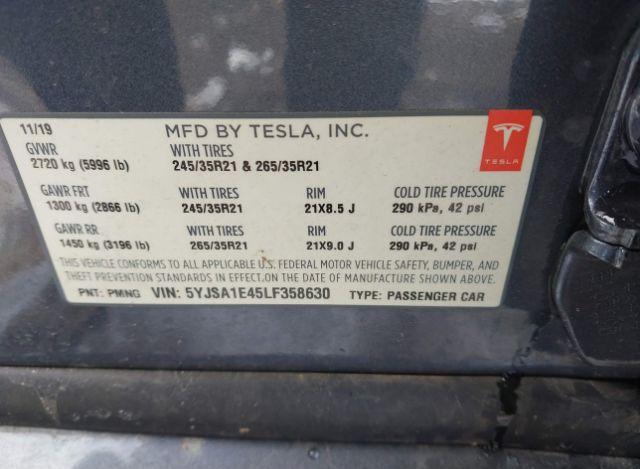 11/19
MFD BY TESLA, INC.
GVWR
2720 kg (5996 lb)
WITH TIRES
245/35R21 & 265/35R21
TESLA
GAWR FRT
1300 kg (2866 lb)
WITH TIRES
245/35R21
RIM
21X8.5 J
COLD TIRE PRESSURE
290 kPa, 42 psi
GAWR RR
1450 kg (3196 lb)
WITH TIRES
265/35R21
RIM
21X9.0 J
COLD TIRE PRESSURE
290 kPa, 42 psi
THIS VEHICLE CONFORMS TO ALL APPLICABLE U.S. FEDERAL MOTOR VEHICLE SAFETY, BUMPER, AND
THEFT PREVENTION STANDARDS IN EFFECT ON THE DATE OF MANUFACTURE SHOWN ABOVE.
PNT: PMNG VIN: 5YJSA1E45LF358630 TYPE: PASSENGER CAR